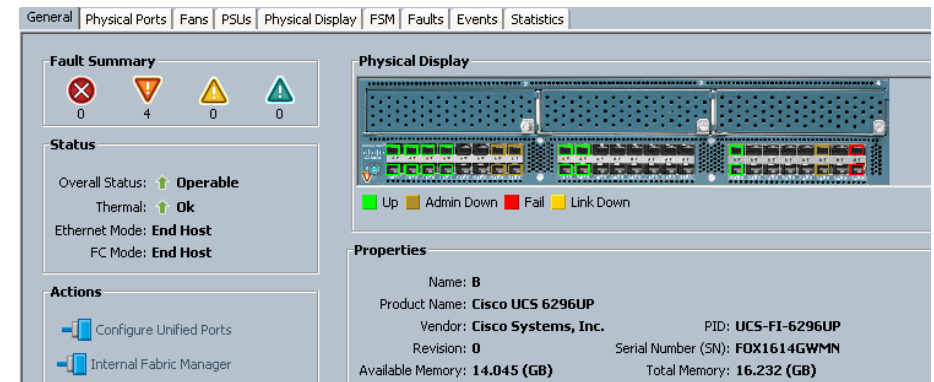 General Physical Ports Fans PSUs Physical Display FSM Faults Events Statistics
Fault Summary
0 4 0 0
Status
Overall Status: Operable
Thermal: Ok
Ethernet Mode: End Host
FC Mode: End Host
Actions
Configure Unified Ports
Internal Fabric Manager
Physical Display
Up Admin Down Fail Link Down
Properties
Name: B
Product Name: Cisco UCS 6296UP
Vendor: Cisco Systems, Inc. PID: UCS-FI-6296UP
Revision: 0 Serial Number (SN): FOX1614GWMN
Available Memory: 14.045 (GB) Total Memory: 16.232 (GB)